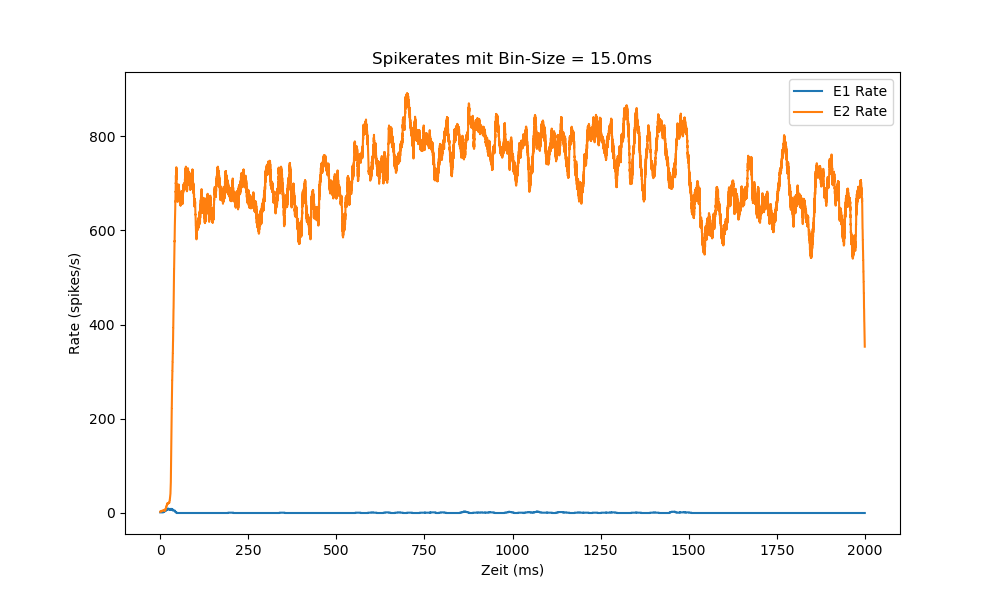 Spikerates mit Bin-Size = 15.0ms
E1 Rate
E2 Rate
Rate (spikes/s)
800
600
400
200
0
0 250 500 750 1000 1250 1500 1750 2000
Zeit (ms)